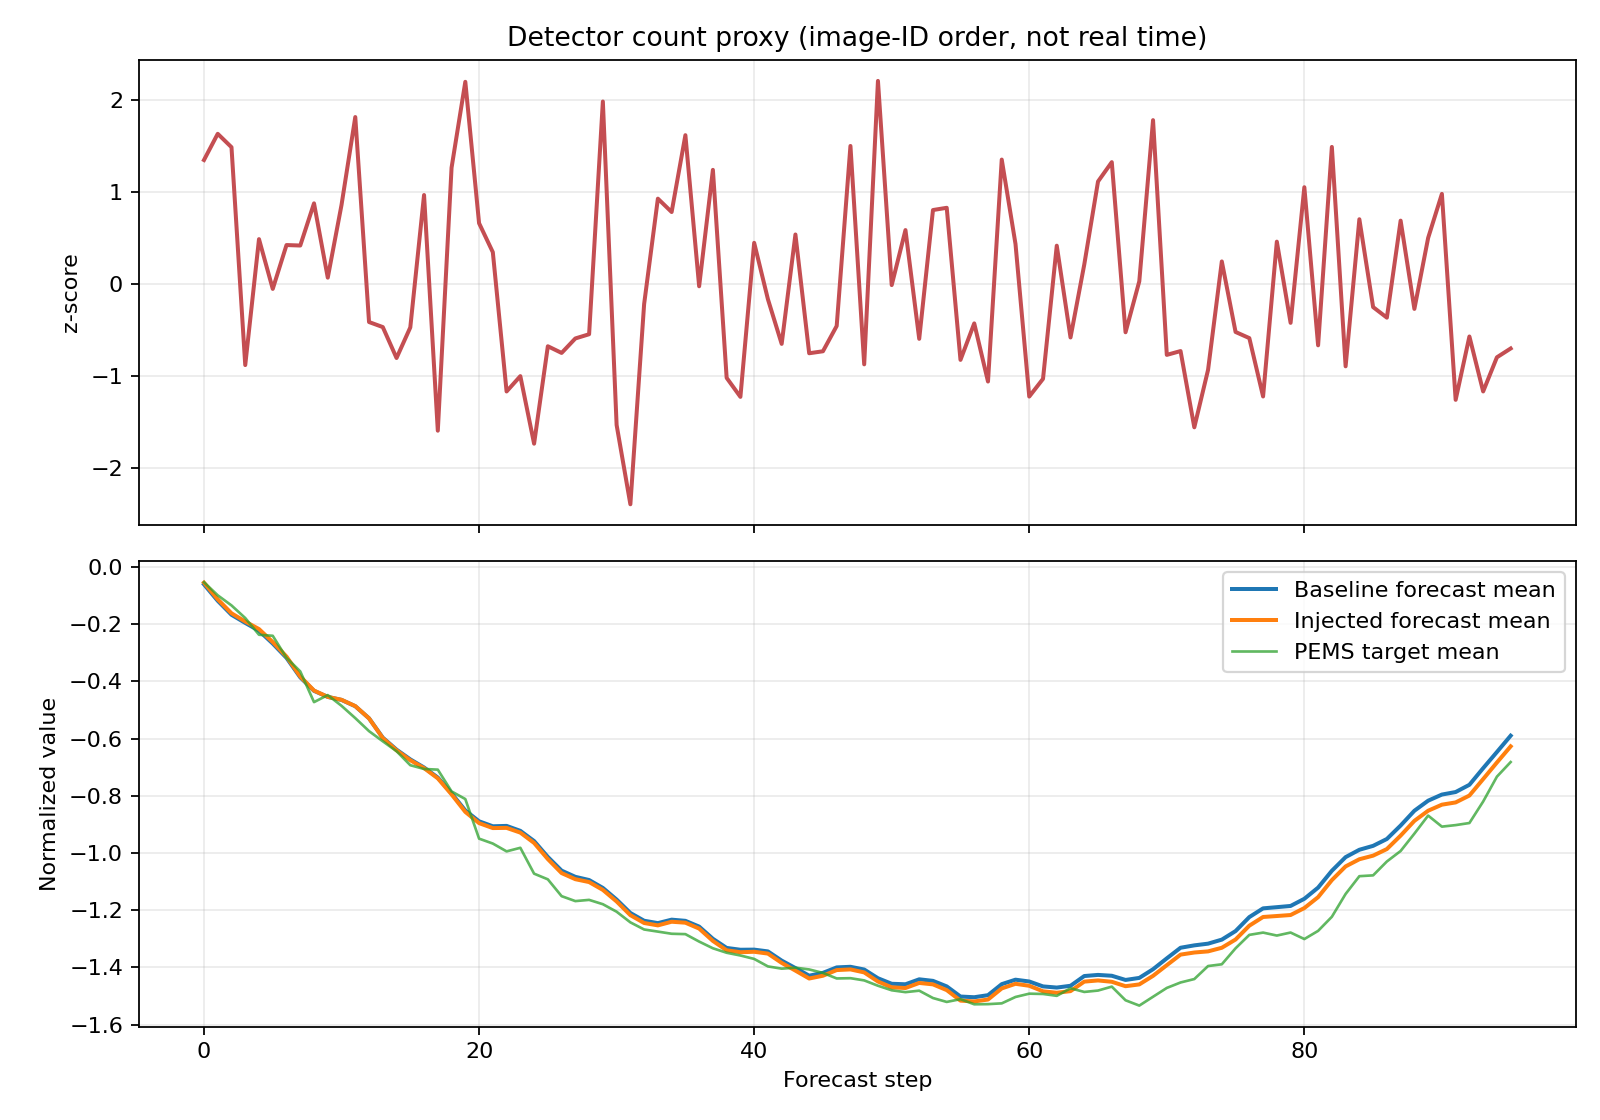 Detector count proxy (image-ID order, not real time)
2
1
0
−1
−2
z-score
0.0
−0.2
−0.4
−0.6
−0.8
−1.0
−1.2
−1.4
−1.6
Normalized value
Baseline forecast mean
Injected forecast mean
PEMS target mean
0 20 40 60 80
Forecast step